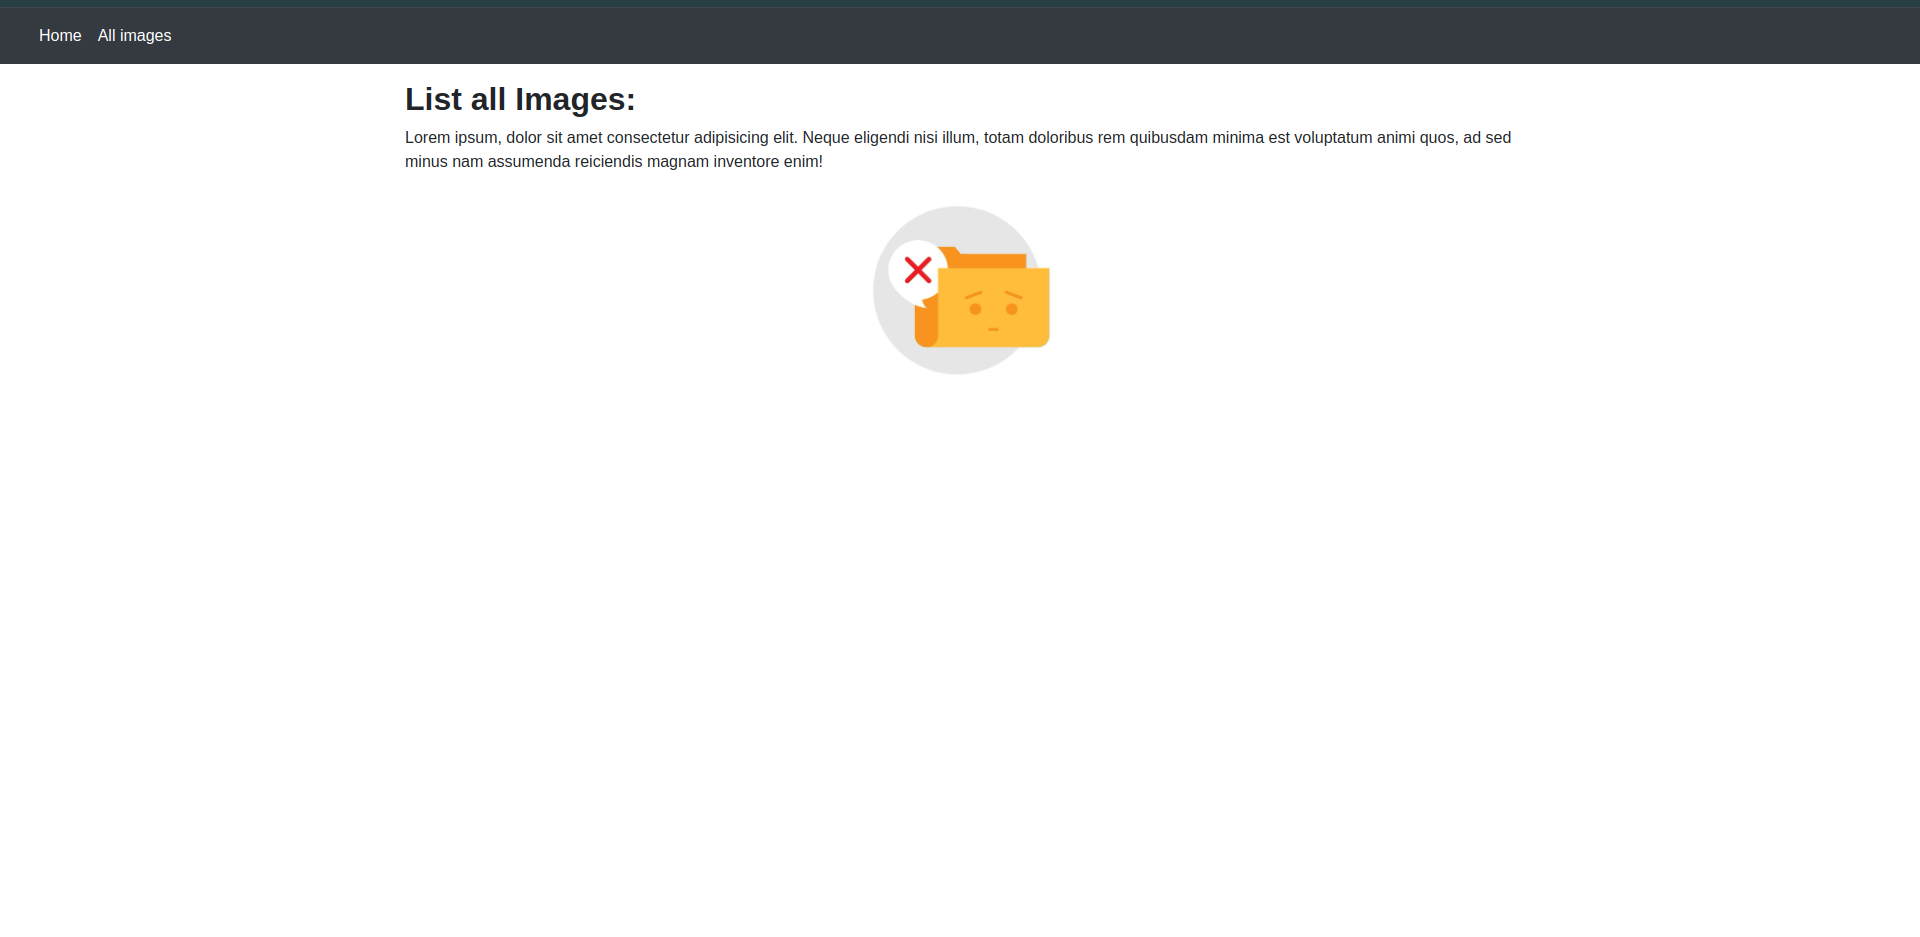 Home All images
List all Images:
Lorem ipsum, dolor sit amet consectetur adipisicing elit. Neque eligendi nisi illum, totam doloribus rem quibusdam minima est voluptatum animi quos, ad sed
minus nam assumenda reiciendis magnam inventore enim!